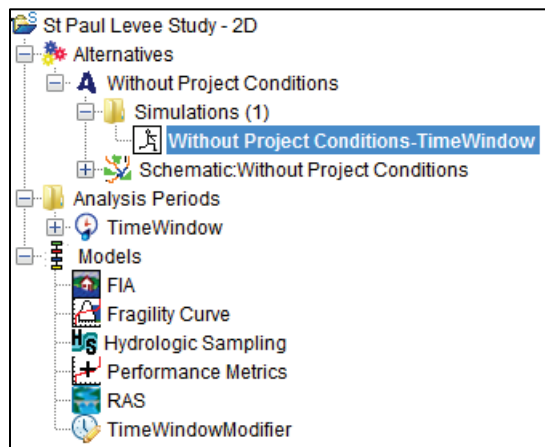 St Paul Levee Study - 2D
Alternatives
Without Project Conditions
Simulations (1)
Without Project Conditions-TimeWindow
Schematic:Without Project Conditions
Analysis Periods
TimeWindow
Models
FIA
Fragility Curve
Hydrologic Sampling
Performance Metrics
RAS
TimeWindowModifier